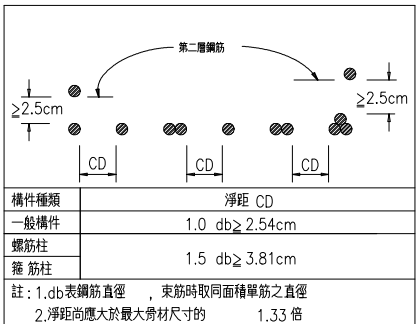 第二層鋼筋
≥2.5cm
≥2.5cm
CD
CD
CD
構件種類 淨距 CD
一般構件 1.0 db≥2.54cm
螺筋柱
箍筋柱 1.5 db≥3.81cm
註:1.db表鋼筋直徑 , 束筋時取同面積單筋之直徑
2.淨距尚應大於最大骨材尺寸的 1.33 倍